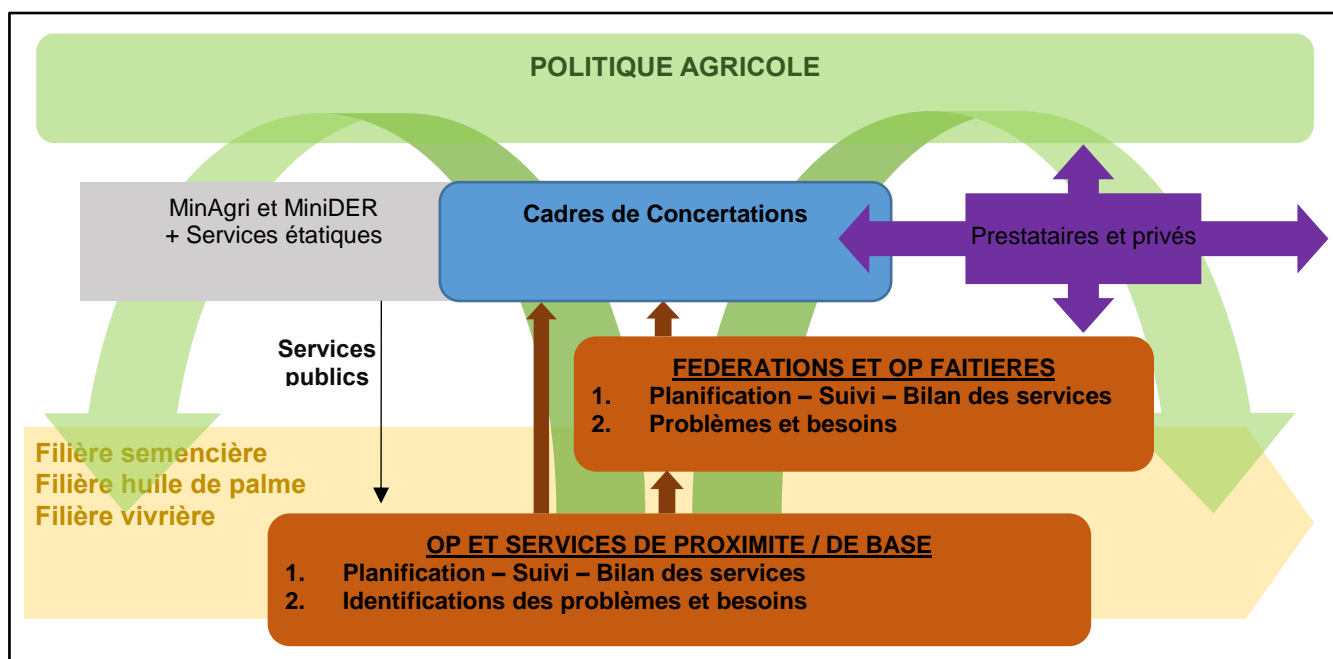 POLITIQUE AGRICOLE
MinAgri et MiniDER
+ Services étatiques
Cadres de Concertations
Prestataires et privés
Services
publics
FEDERATIONS ET OP FAITIERES
1. Planification – Suivi – Bilan des services
2. Problèmes et besoins
Filière semencière
Filière huile de palme
Filière vivrière
OP ET SERVICES DE PROXIMITE / DE BASE
1. Planification – Suivi – Bilan des services
2. Identifications des problèmes et besoins